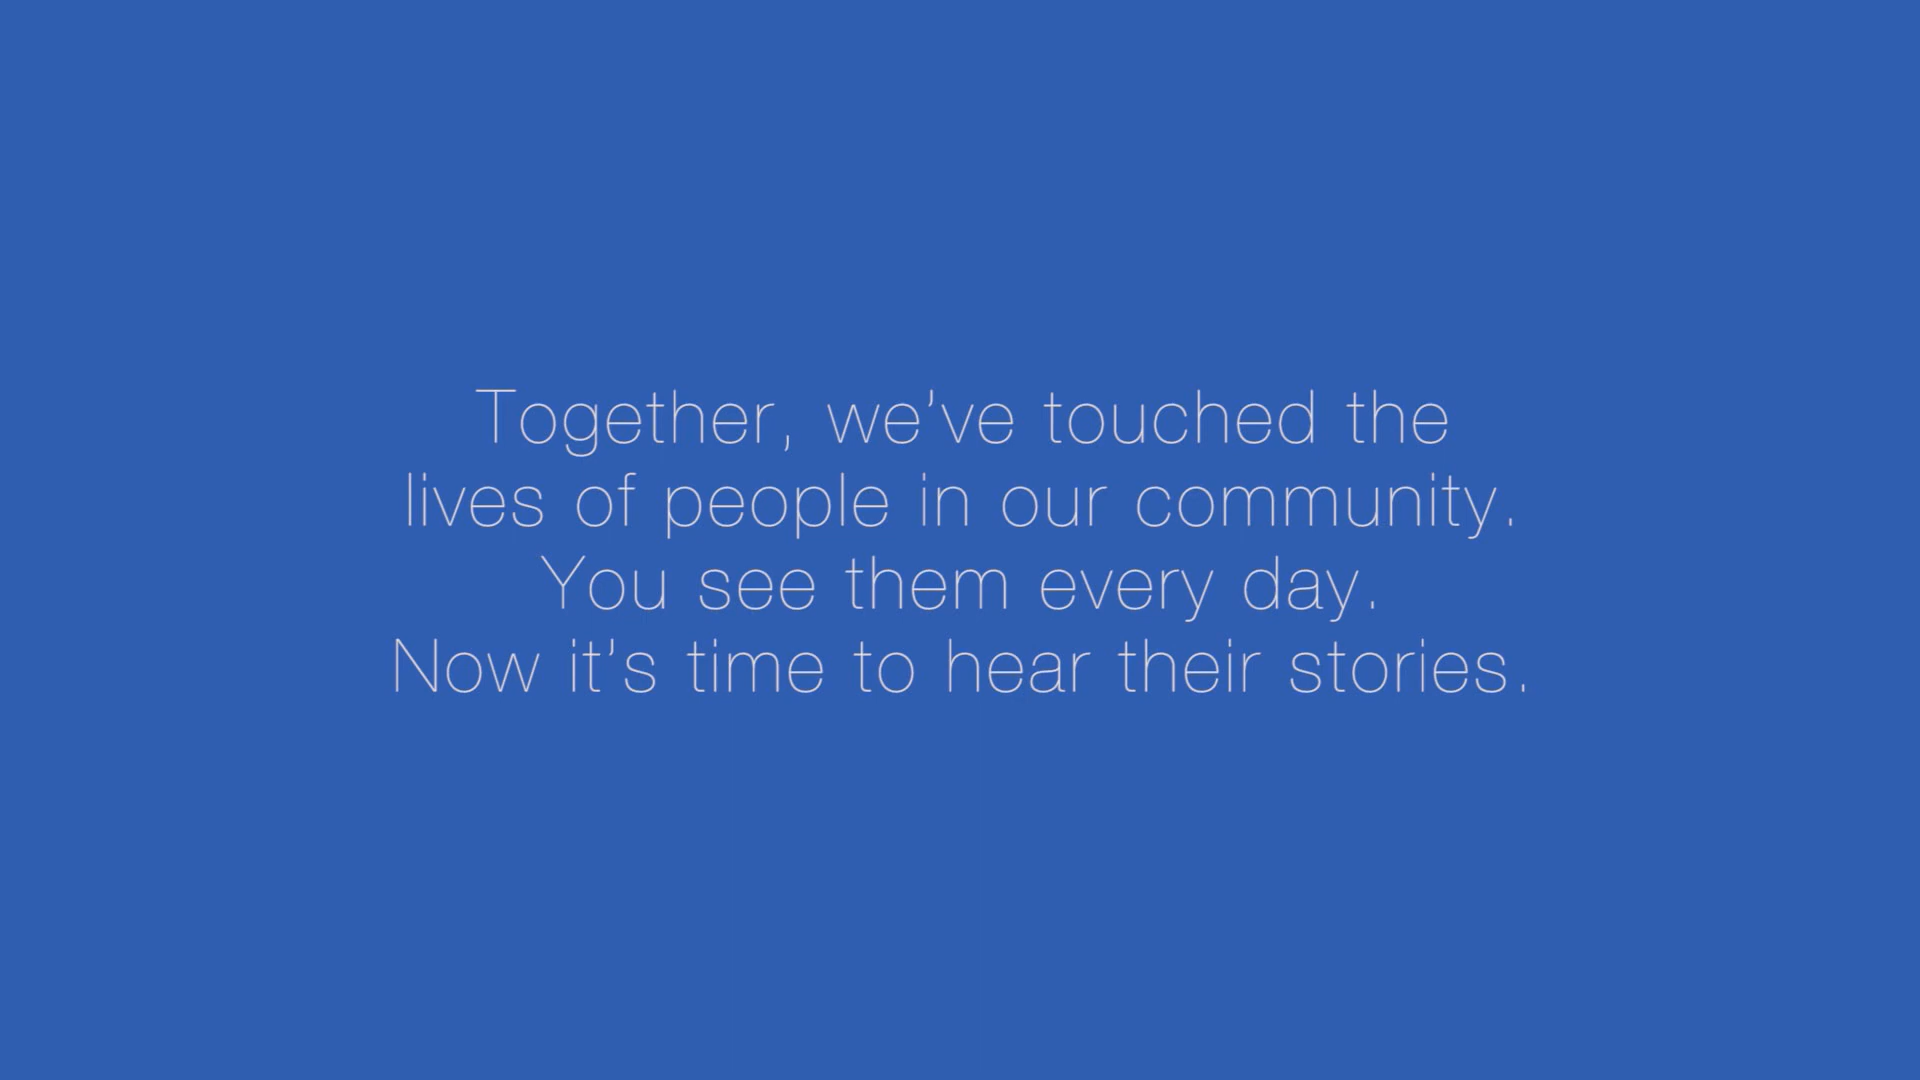 Together, we’ve touched the
lives of people in our community.
You see them every day.
Now it’s time to hear their stories.